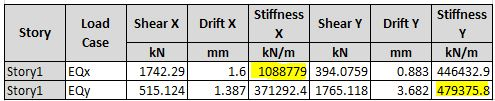 Story Load Case Shear X Drift X Stiffness X Shear Y Drift Y Stiffness Y
kN mm kN/m kN mm kN/m
Story1 EQx 1742.29 1.6 1088779 394.0759 0.883 446432.9
Story1 EQy 515.124 1.387 371292.4 1765.118 3.682 479375.8